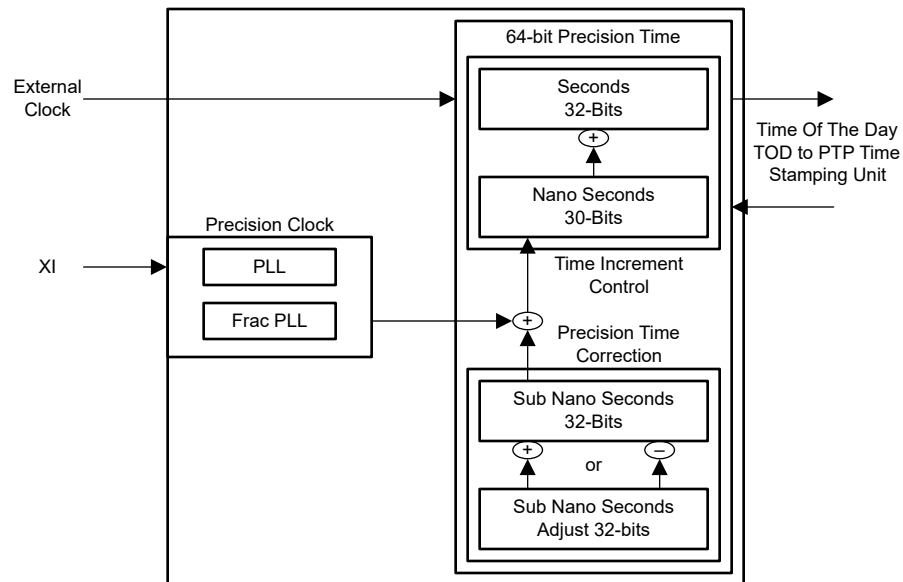 64-bit Precision Time
External
Clock
Seconds
32-Bits
+
Time Of The Day
TOD to PTP Time
Stamping Unit
Nano Seconds
30-Bits
Precision Clock
XI
PLL
Frac PLL
Time Increment
Control
+
Precision Time
Correction
Sub Nano Seconds
32-Bits
+
or
–
Sub Nano Seconds
Adjust 32-bits